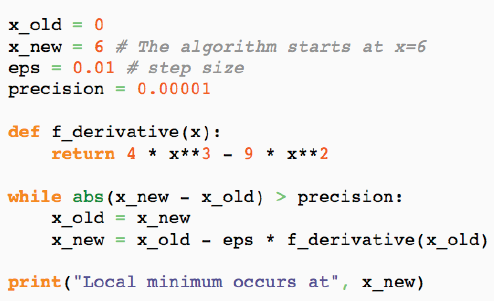 x_old = 0
x_new = 6 # The algorithm starts at x=6
eps = 0.01 # step size
precision = 0.00001

def f_derivative(x):
    return 4 * x**3 - 9 * x**2

while abs(x_new - x_old) > precision:
    x_old = x_new
    x_new = x_old - eps * f_derivative(x_old)

print("Local minimum occurs at", x_new)